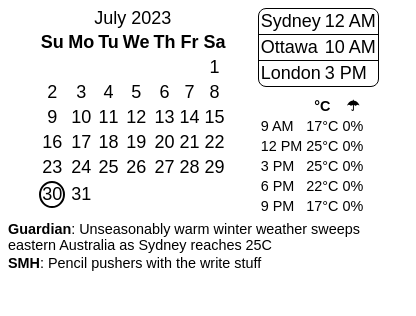 July 2023
Su Mo Tu We Th Fr Sa
1
2 3 4 5 6 7 8
9 10 11 12 13 14 15
16 17 18 19 20 21 22
23 24 25 26 27 28 29
30 31
Sydney 12 AM
Ottawa 10 AM
London 3 PM
°C ☂
9 AM 17°C 0%
12 PM 25°C 0%
3 PM 25°C 0%
6 PM 22°C 0%
9 PM 17°C 0%
Guardian: Unseasonably warm winter weather sweeps
eastern Australia as Sydney reaches 25C
SMH: Pencil pushers with the write stuff